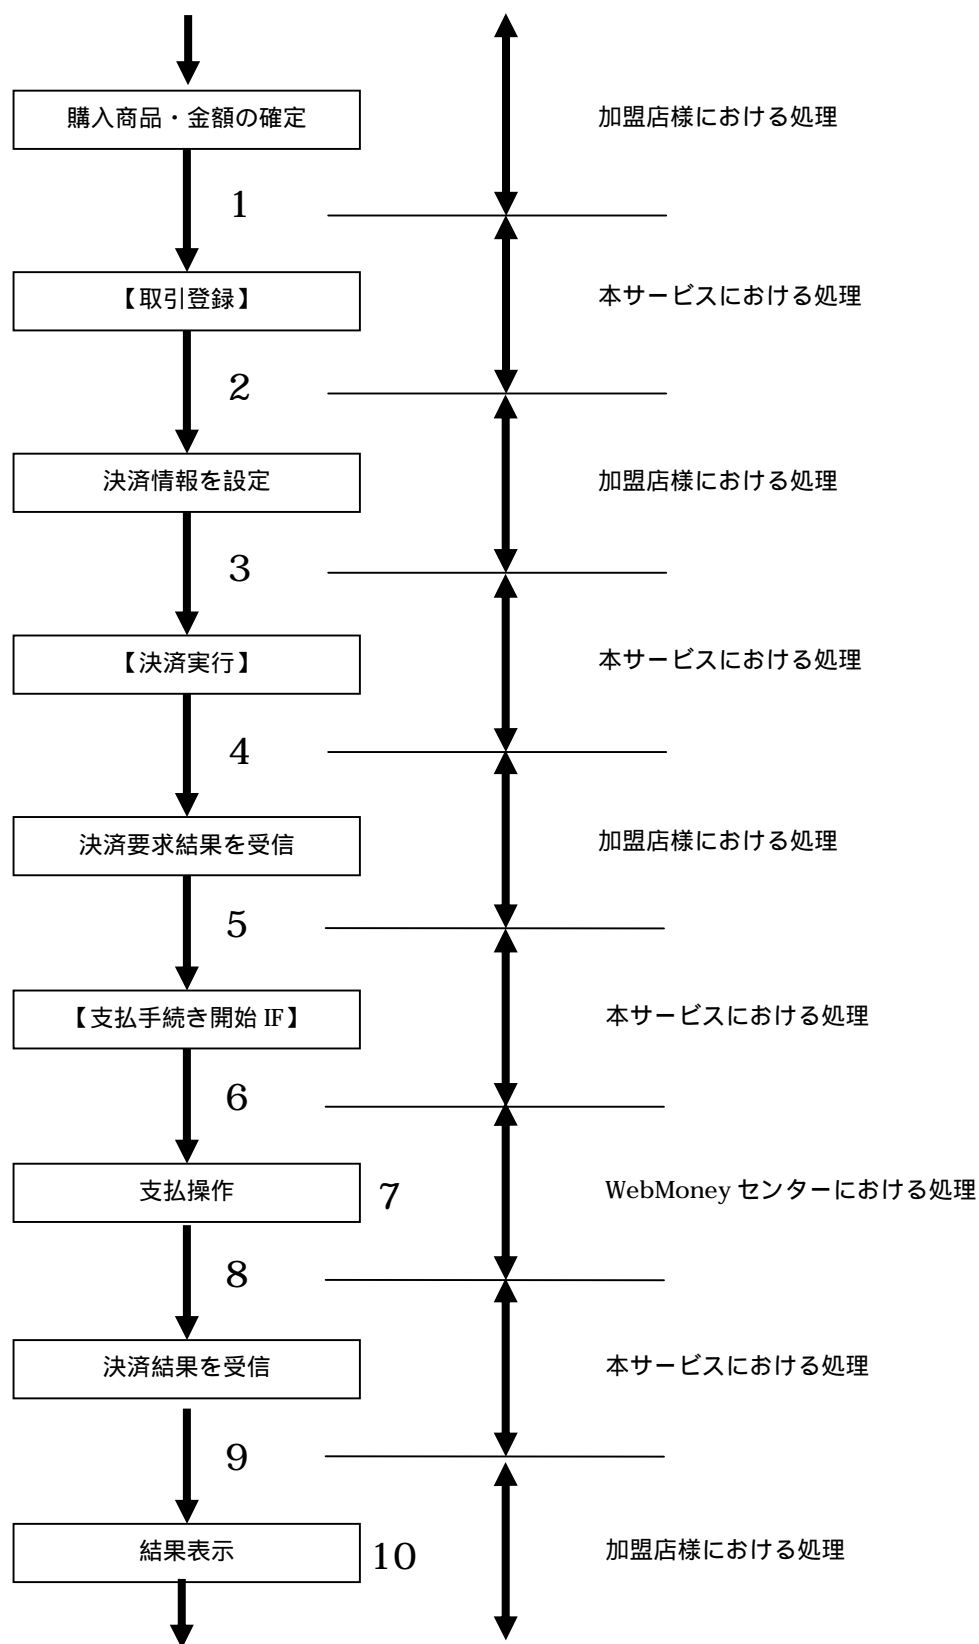 購入商品・金額の確定
加盟店様における処理
1
【取引登録】
本サービスにおける処理
2
決済情報を設定
加盟店様における処理
3
【決済実行】
本サービスにおける処理
4
決済要求結果を受信
加盟店様における処理
5
【支払手続き開始 IF】
本サービスにおける処理
6
支払操作
7
WebMoney センターにおける処理
8
決済結果を受信
本サービスにおける処理
9
結果表示
10
加盟店様における処理